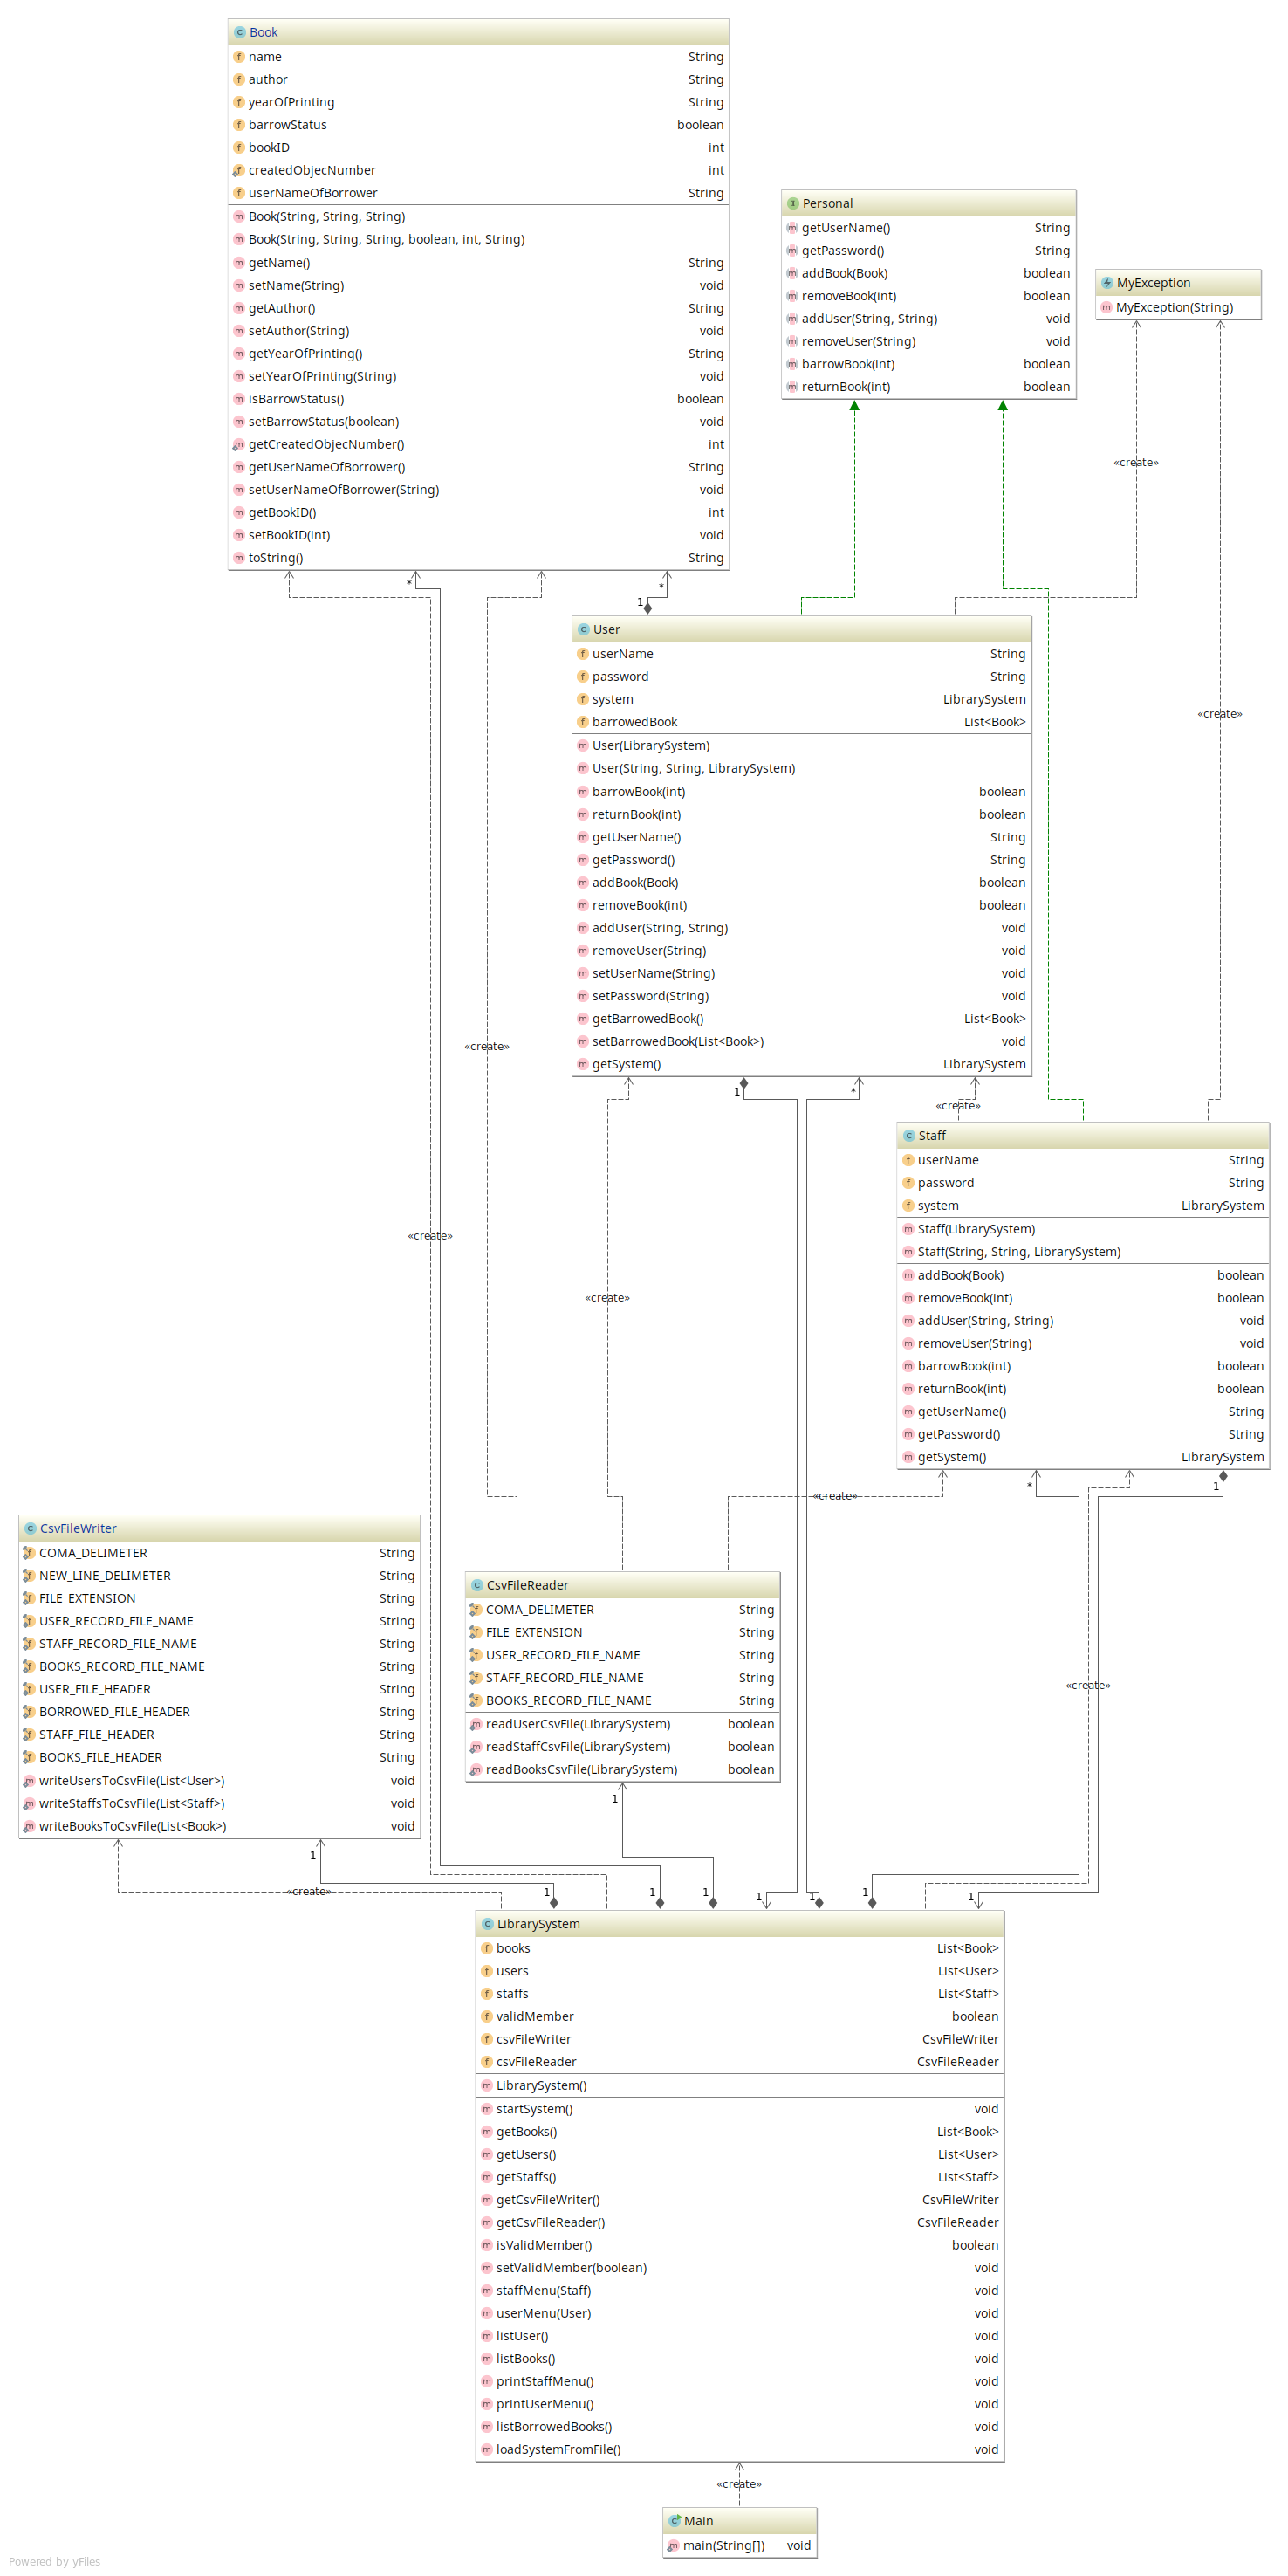 Book
name String
author String
yearOfPrinting String
barrowStatus boolean
bookID int
createdObjecNumber int
userNameOfBorrower String
Book(String, String, String)
Book(String, String, String, boolean, int, String)
getName() String
setName(String) void
getAuthor() String
setAuthor(String) void
getYearOfPrinting() String
setYearOfPrinting(String) void
isBarrowStatus() boolean
setBarrowStatus(boolean) void
getCreatedObjecNumber() int
getUserNameOfBorrower() String
setUserNameOfBorrower(String) void
getBookID() int
setBookID(int) void
toString() String
Personal
getUserName() String
getPassword() String
addBook(Book) boolean
removeBook(int) boolean
addUser(String, String) void
removeUser(String) void
barrowBook(int) boolean
returnBook(int) boolean
MyException
MyException(String)
«create»
* *
1
User
userName String
password String
system LibrarySystem
barrowedBook List<Book>
User(LibrarySystem)
User(String, String, LibrarySystem)
barrowBook(int) boolean
returnBook(int) boolean
getUserName() String
getPassword() String
addBook(Book) boolean
removeBook(int) boolean
addUser(String, String) void
removeUser(String) void
setUserName(String) void
setPassword(String) void
getBarrowedBook() List<Book>
setBarrowedBook(List<Book>) void
getSystem() LibrarySystem
«create»
«create»
1 *
«create»
Staff
userName String
password String
system LibrarySystem
Staff(LibrarySystem)
Staff(String, String, LibrarySystem)
addBook(Book) boolean
removeBook(int) boolean
addUser(String, String) void
removeUser(String) void
barrowBook(int) boolean
returnBook(int) boolean
getUserName() String
getPassword() String
getSystem() LibrarySystem
«create»
«create»
* 1
«create»
CsvFileWriter
COMA_DELIMETER String
NEW_LINE_DELIMETER String
FILE_EXTENSION String
USER_RECORD_FILE_NAME String
STAFF_RECORD_FILE_NAME String
BOOKS_RECORD_FILE_NAME String
USER_FILE_HEADER String
BORROWED_FILE_HEADER String
STAFF_FILE_HEADER String
BOOKS_FILE_HEADER String
writeUsersToCsvFile(List<User>) void
writeStaffsToCsvFile(List<Staff>) void
writeBooksToCsvFile(List<Book>) void
CsvFileReader
COMA_DELIMETER String
FILE_EXTENSION String
USER_RECORD_FILE_NAME String
STAFF_RECORD_FILE_NAME String
BOOKS_RECORD_FILE_NAME String
readUserCsvFile(LibrarySystem) boolean
readStaffCsvFile(LibrarySystem) boolean
readBooksCsvFile(LibrarySystem) boolean
«create»
1
1
«create»
1 1 1 1 1 1 1
LibrarySystem
books List<Book>
users List<User>
staffs List<Staff>
validMember boolean
csvFileWriter CsvFileWriter
csvFileReader CsvFileReader
LibrarySystem()
startSystem() void
getBooks() List<Book>
getUsers() List<User>
getStaffs() List<Staff>
getCsvFileWriter() CsvFileWriter
getCsvFileReader() CsvFileReader
isValidMember() boolean
setValidMember(boolean) void
staffMenu(Staff) void
userMenu(User) void
listUser() void
listBooks() void
printStaffMenu() void
printUserMenu() void
listBorrowedBooks() void
loadSystemFromFile() void
«create»
Main
main(String[]) void
Powered by yFiles